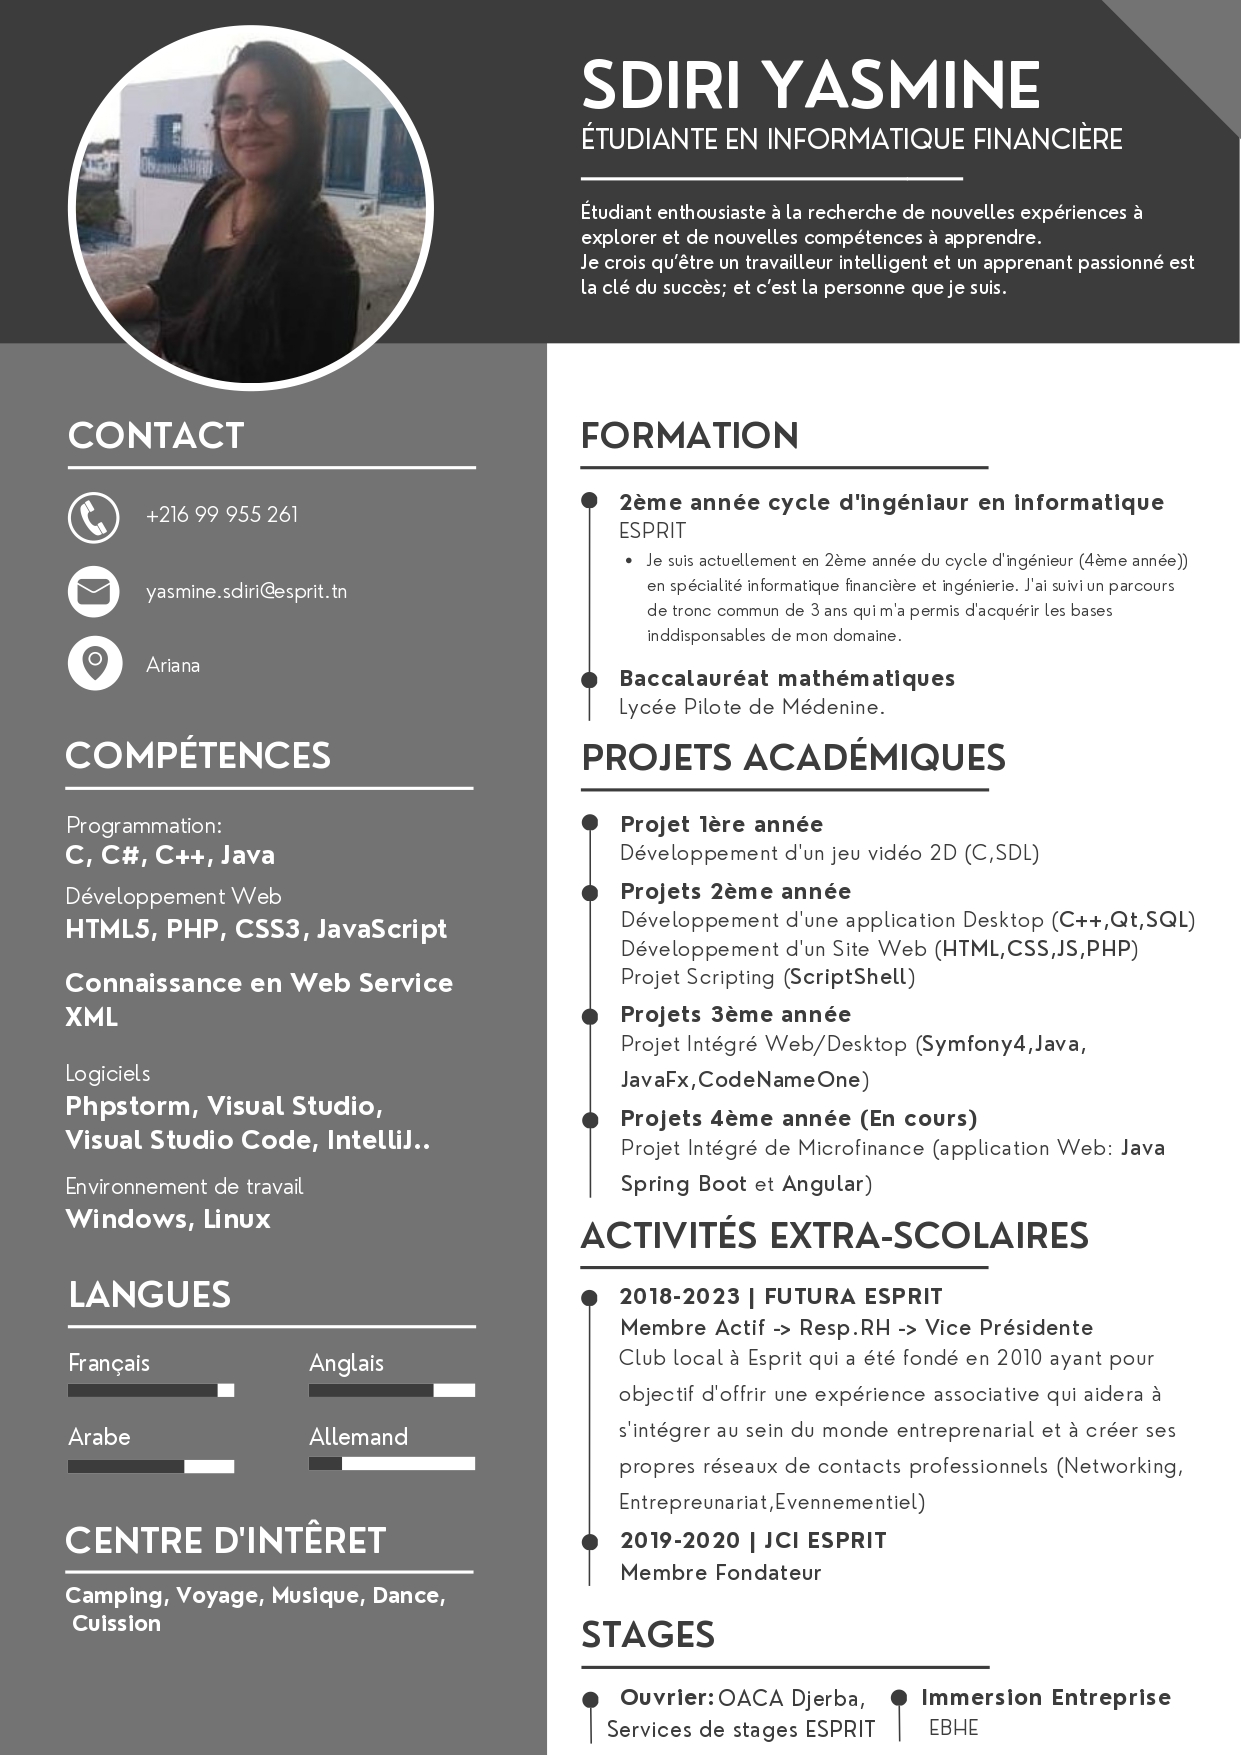 SDIRI YASMINE
ÉTUDIANTE EN INFORMATIQUE FINANCIÈRE
Étudiant enthousiaste à la recherche de nouvelles expériences à
explorer et de nouvelles compétences à apprendre.
Je crois qu’être un travailleur intelligent et un apprenant passionné est
la clé du succès; et c’est la personne que je suis.
CONTACT
+216 99 955 261
yasmine.sdiri@esprit.tn
Ariana
COMPÉTENCES
Programmation:
C, C#, C++, Java
Développement Web
HTML5, PHP, CSS3, JavaScript
Connaissance en Web Service
XML
Logiciels
Phpstorm, Visual Studio,
Visual Studio Code, IntelliJ..
Environnement de travail
Windows, Linux
LANGUES
Français
Anglais
Arabe
Allemand
CENTRE D'INTÊRET
Camping, Voyage, Musique, Dance,
Cuission
FORMATION
2ème année cycle d'ingéniaur en informatique
ESPRIT
• Je suis actuellement en 2ème année du cycle d'ingénieur (4ème année))
en spécialité informatique financière et ingénierie. J'ai suivi un parcours
de tronc commun de 3 ans qui m'a permis d'acquérir les bases
inddisponsables de mon domaine.
Baccalauréat mathématiques
Lycée Pilote de Médenine.
PROJETS ACADÉMIQUES
Projet 1ère année
Développement d'un jeu vidéo 2D (C,SDL)
Projets 2ème année
Développement d'une application Desktop (C++,Qt,SQL)
Développement d'un Site Web (HTML,CSS,JS,PHP)
Projet Scripting (ScriptShell)
Projets 3ème année
Projet Intégré Web/Desktop (Symfony4,Java,
JavaFx,CodeNameOne)
Projets 4ème année (En cours)
Projet Intégré de Microfinance (application Web: Java
Spring Boot et Angular)
ACTIVITÉS EXTRA-SCOLAIRES
2018-2023 | FUTURA ESPRIT
Membre Actif -> Resp.RH -> Vice Présidente
Club local à Esprit qui a été fondé en 2010 ayant pour
objectif d'offrir une expérience associative qui aidera à
s'intégrer au sein du monde entreprenarial et à créer ses
propres réseaux de contacts professionnels (Networking,
Entrepreunariat,Evennementiel)
2019-2020 | JCI ESPRIT
Membre Fondateur
STAGES
Ouvrier: OACA Djerba,
Services de stages ESPRIT
Immersion Entreprise
EBHE